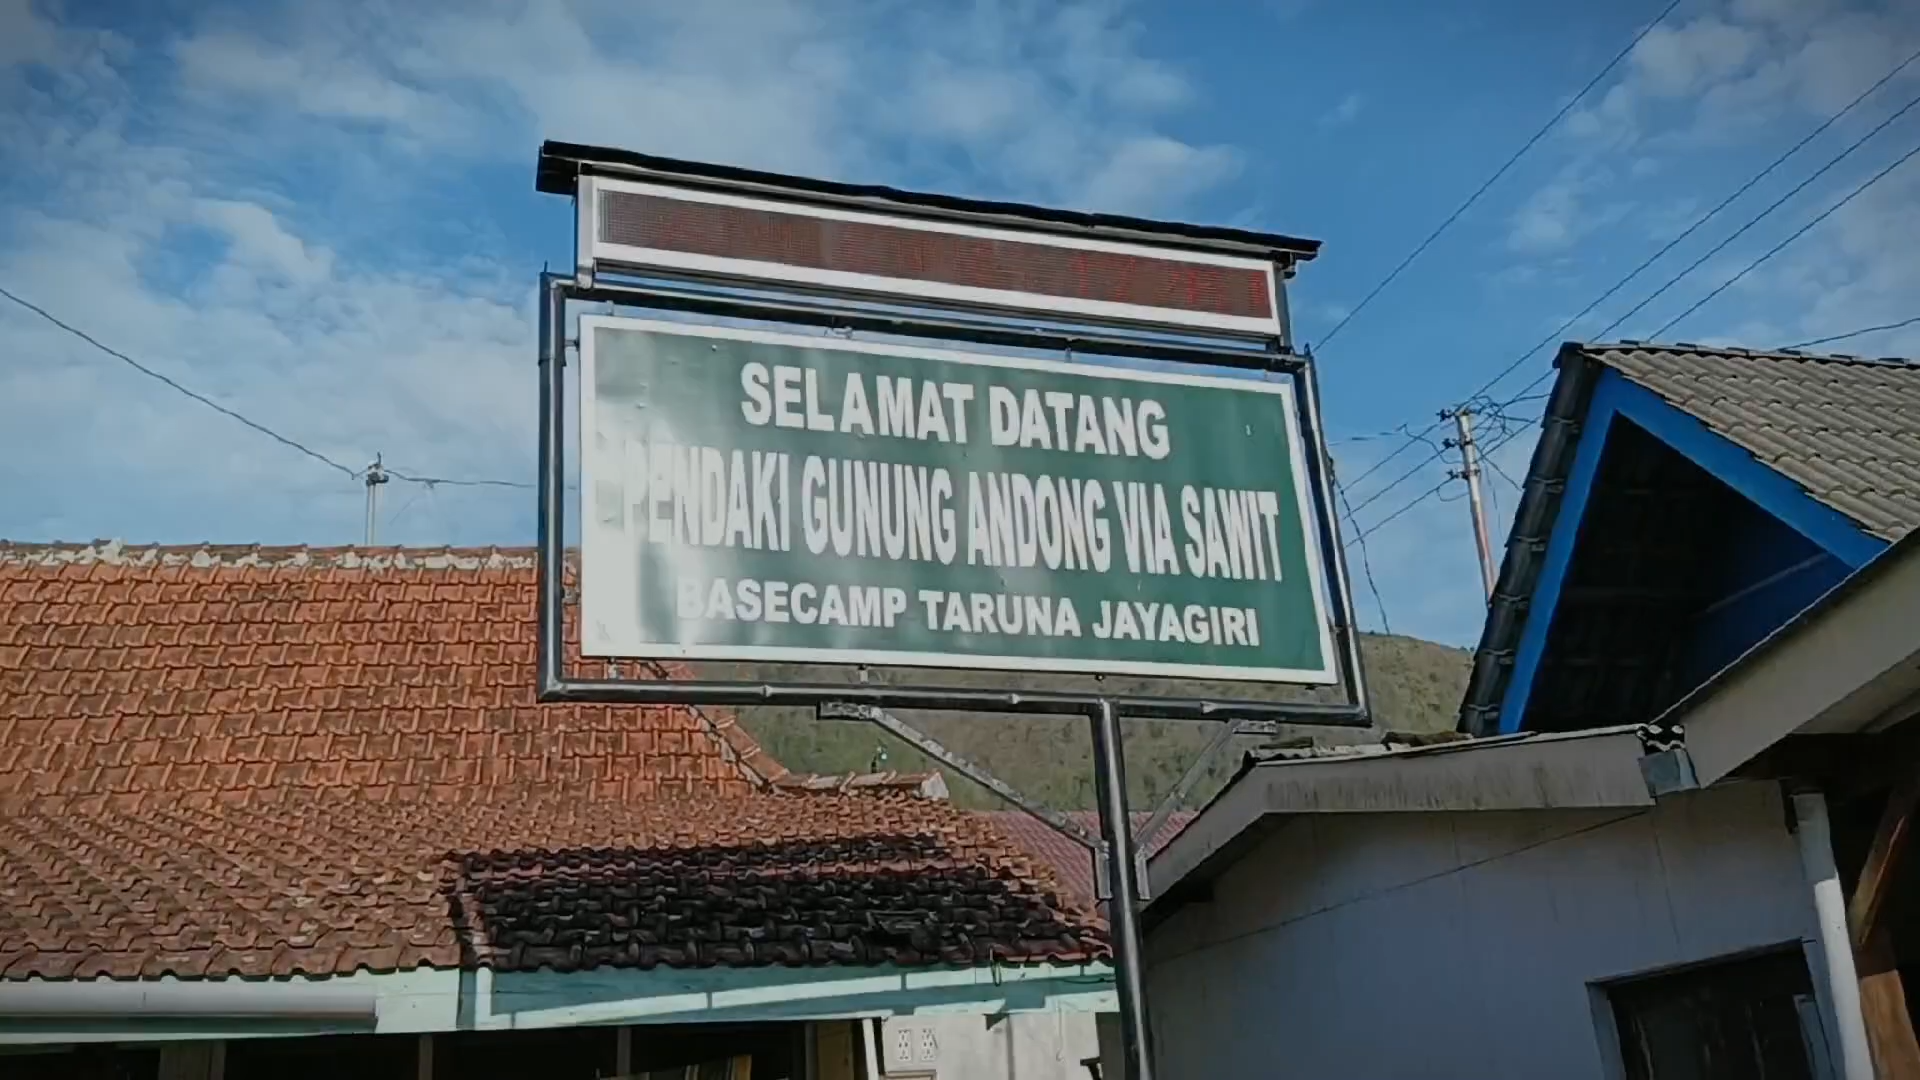 SELAMAT DATANG
PENDAKI GUNUNG ANDONG VIA SAWIT
BASECAMP TARUNA JAYAGIRI